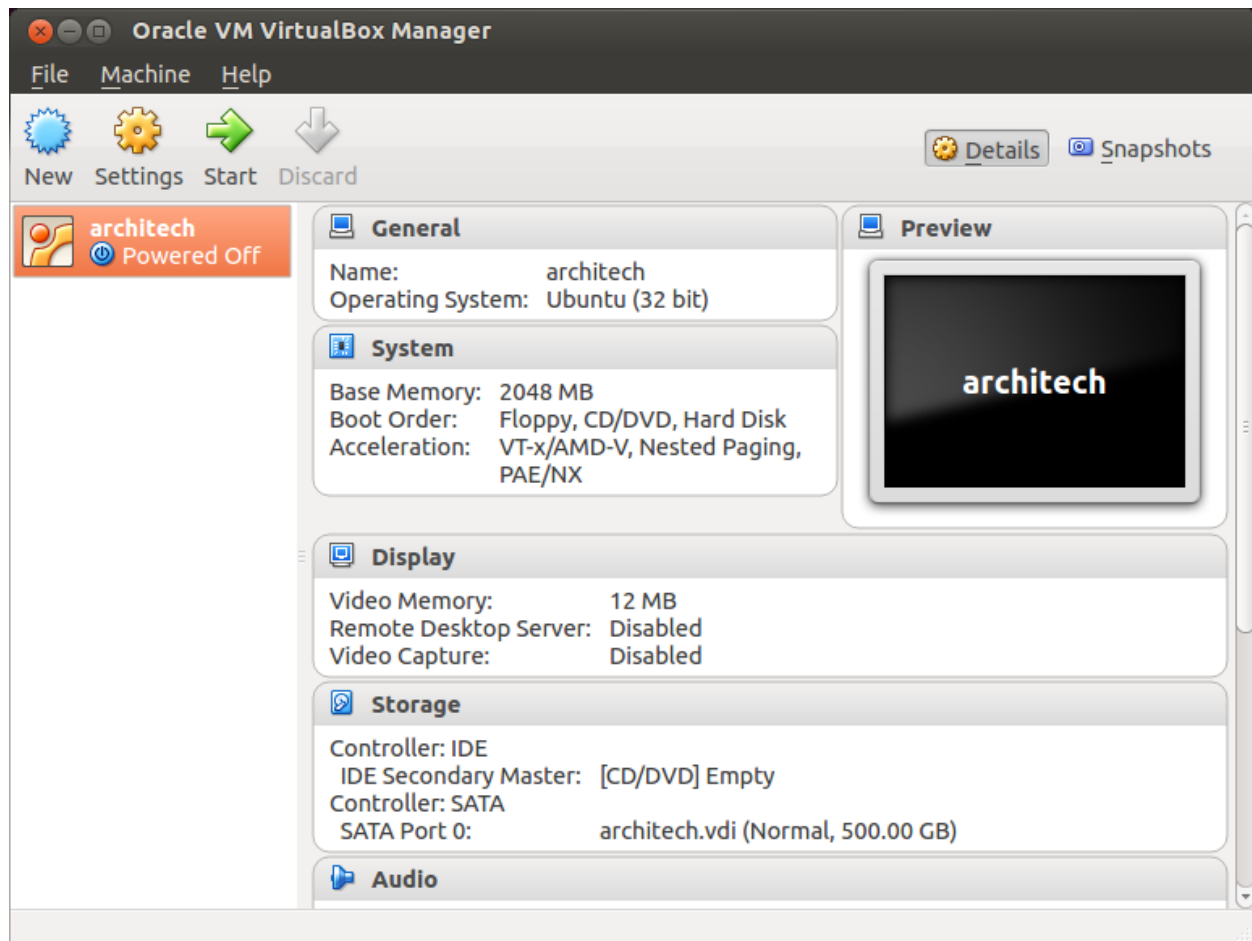 Oracle VM VirtualBox Manager
File Machine Help
New Settings Start Discard
Details Snapshots
architech
Powered Off
General
Name: architech
Operating System: Ubuntu (32 bit)
System
Base Memory: 2048 MB
Boot Order: Floppy, CD/DVD, Hard Disk
Acceleration: VT-x/AMD-V, Nested Paging,
PAE/NX
Preview
architech
Display
Video Memory: 12 MB
Remote Desktop Server: Disabled
Video Capture: Disabled
Storage
Controller: IDE
IDE Secondary Master: [CD/DVD] Empty
Controller: SATA
SATA Port 0: architech.vdi (Normal, 500.00 GB)
Audio